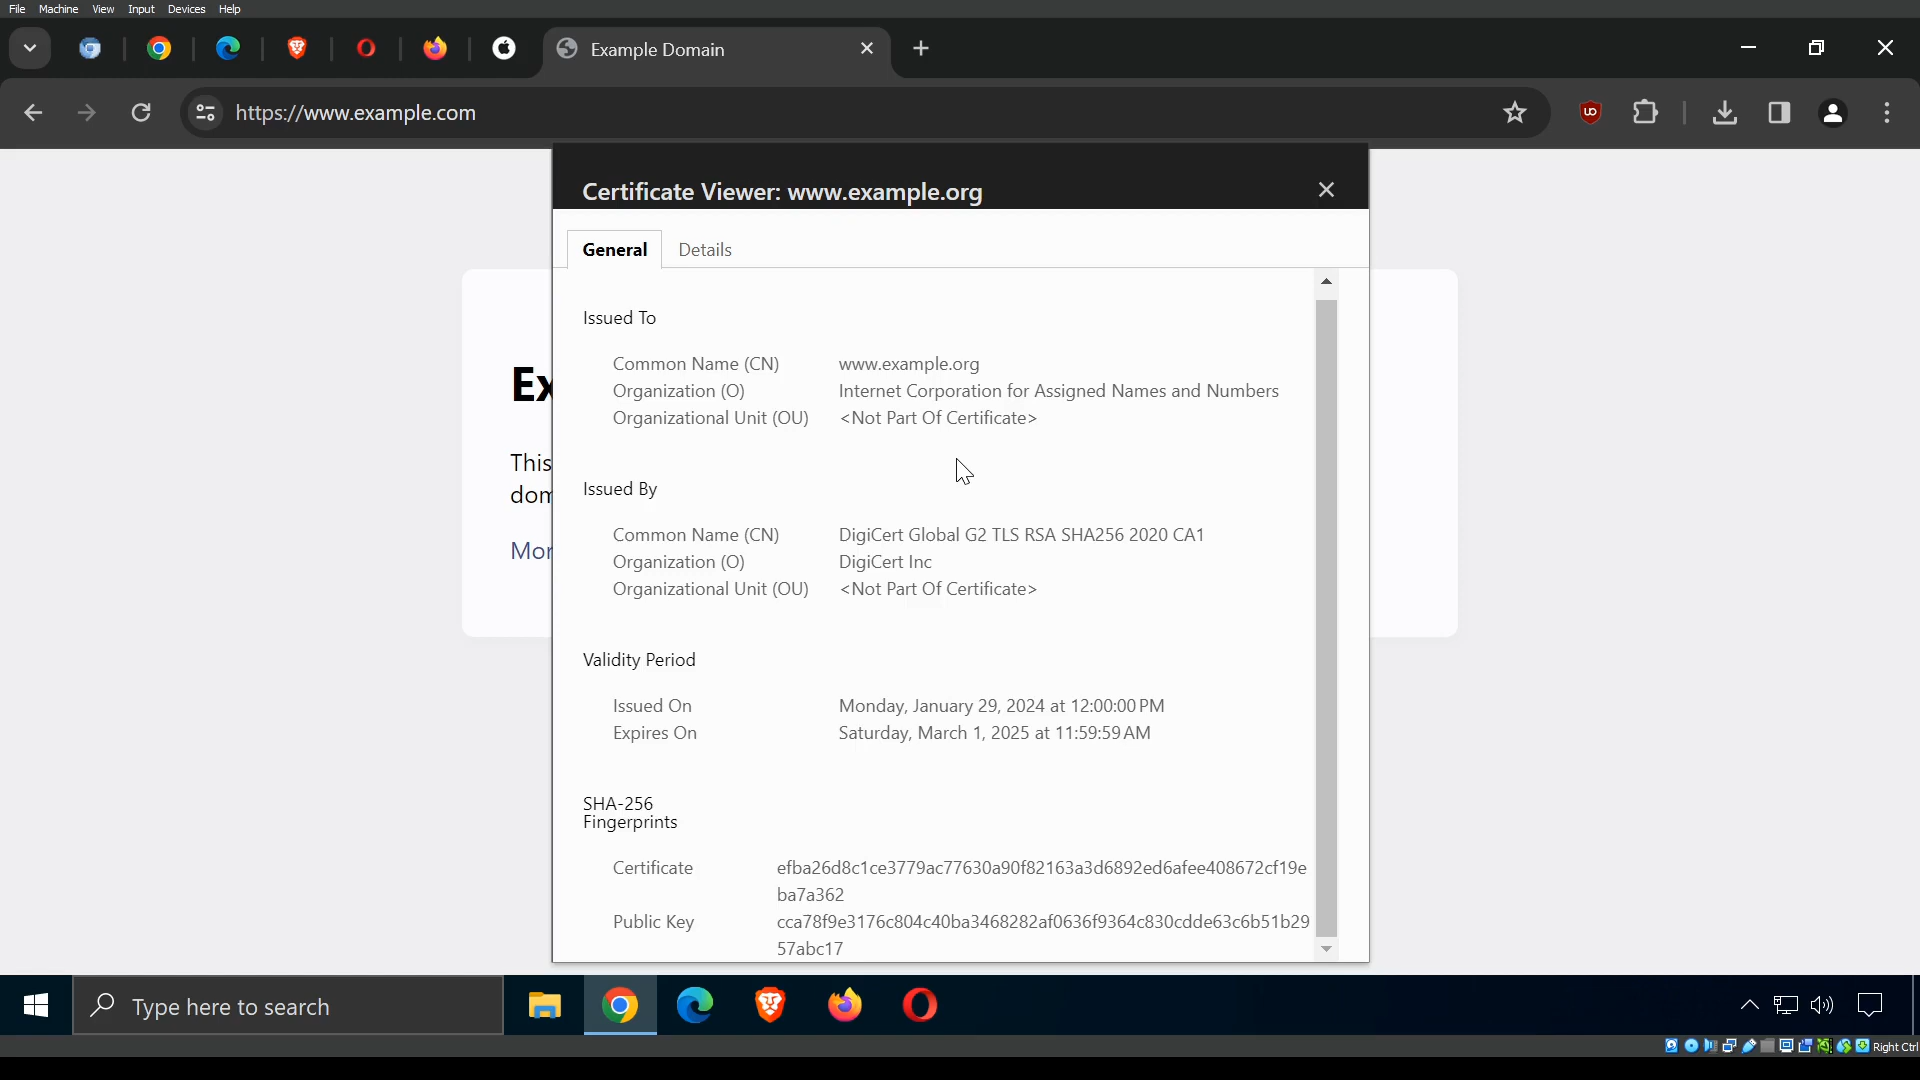 File Machine View Input Devices Help
Example Domain
https://www.example.com
Certificate Viewer: www.example.org
General Details
Issued To
Common Name (CN) www.example.org
Organization (O) Internet Corporation for Assigned Names and Numbers
Organizational Unit (OU) <Not Part Of Certificate>
Issued By
Common Name (CN) DigiCert Global G2 TLS RSA SHA256 2020 CA1
Organization (O) DigiCert Inc
Organizational Unit (OU) <Not Part Of Certificate>
Validity Period
Issued On Monday, January 29, 2024 at 12:00:00 PM
Expires On Saturday, March 1, 2025 at 11:59:59 AM
SHA-256
Fingerprints
Certificate efba26d8c1ce3779ac77630a90f82163a3d6892ed6afee408672cf19e
ba7a362
Public Key cca78f9e3176c804c40ba3468282af0636f9364c830cdde63c6b51b29
57abc17
Ex
This
dom
Mor
Type here to search
Right Ctrl